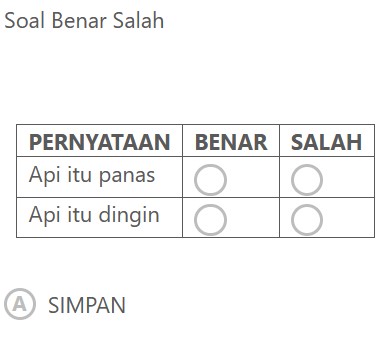 Soal Benar Salah
PERNYATAAN BENAR SALAH
Api itu panas
Api itu dingin
A SIMPAN